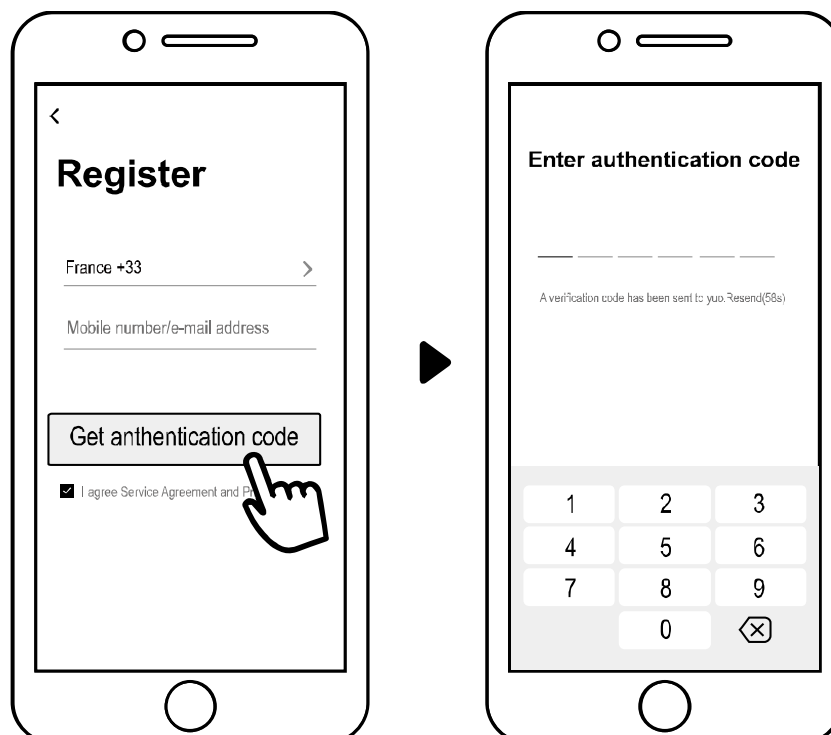 Register
France +33
Mobile number/e-mail address
Get anthentication code
I agree Service Agreement and
Enter authentication code
A verification code has been sent to yuo.Resend(58s)
1 2 3
4 5 6
7 8 9
0